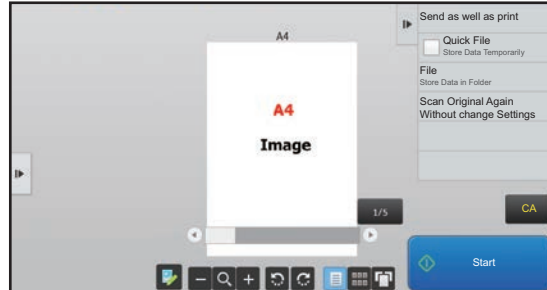 A4
A4
Image
1/5
Send as well as print
Quick File
Store Data Temporarily
File
Store Data in Folder
Scan Original Again
Without change Settings
CA
Start